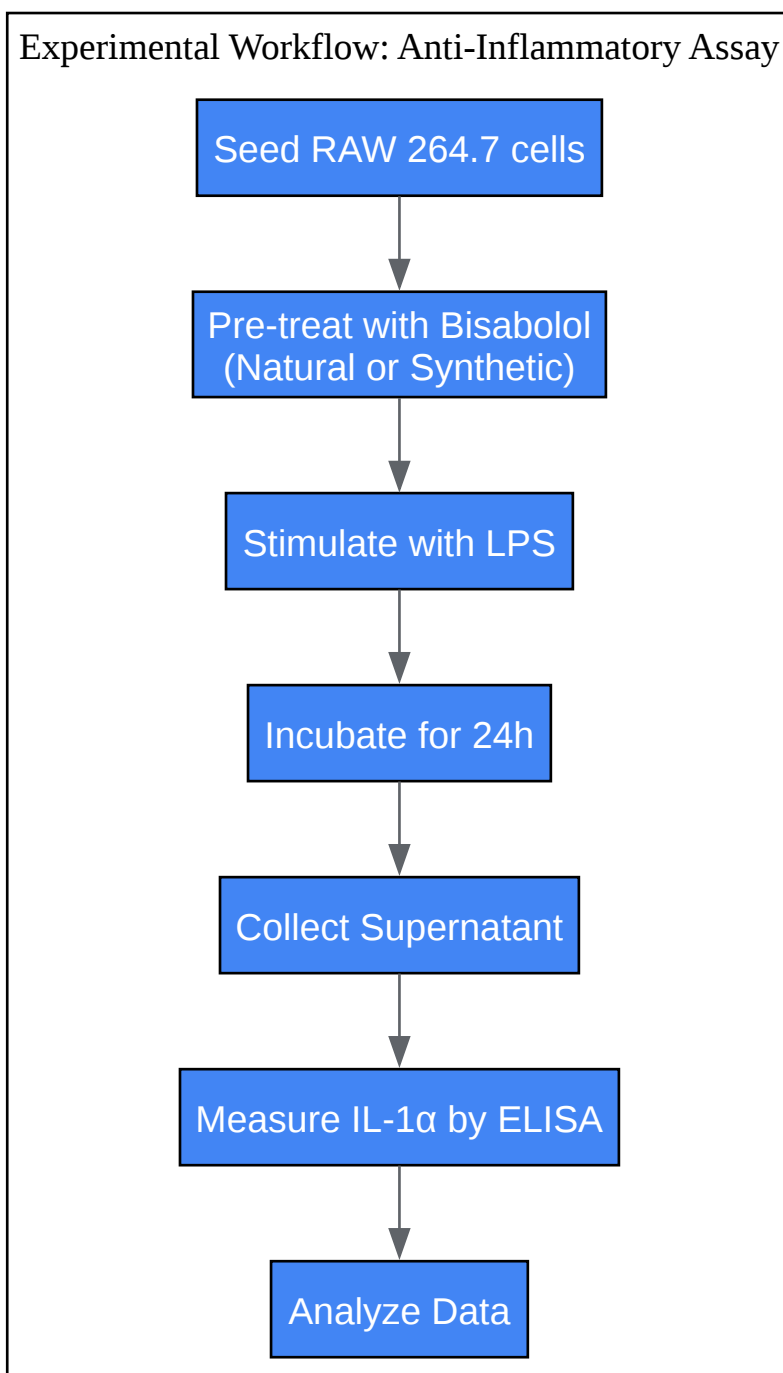 Experimental Workflow: Anti-Inflammatory Assay
Seed RAW 264.7 cells
Pre-treat with Bisabolol
(Natural or Synthetic)
Stimulate with LPS
Incubate for 24h
Collect Supernatant
Measure IL-1α by ELISA
Analyze Data